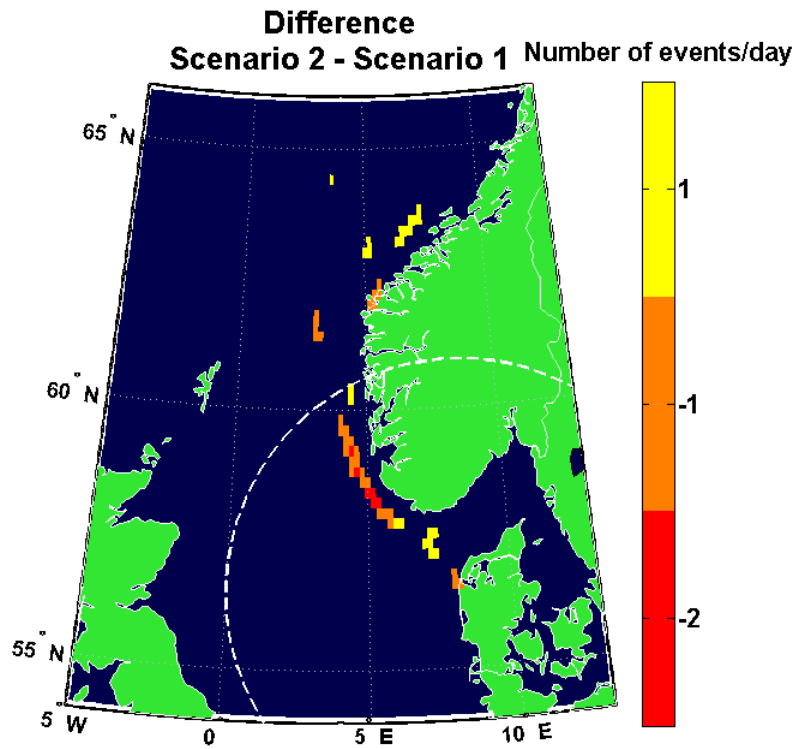 Difference
Scenario 2 - Scenario 1
Number of events/day
65° N
60° N
55° N
5° W
0
5° E
10° E
1
-1
-2